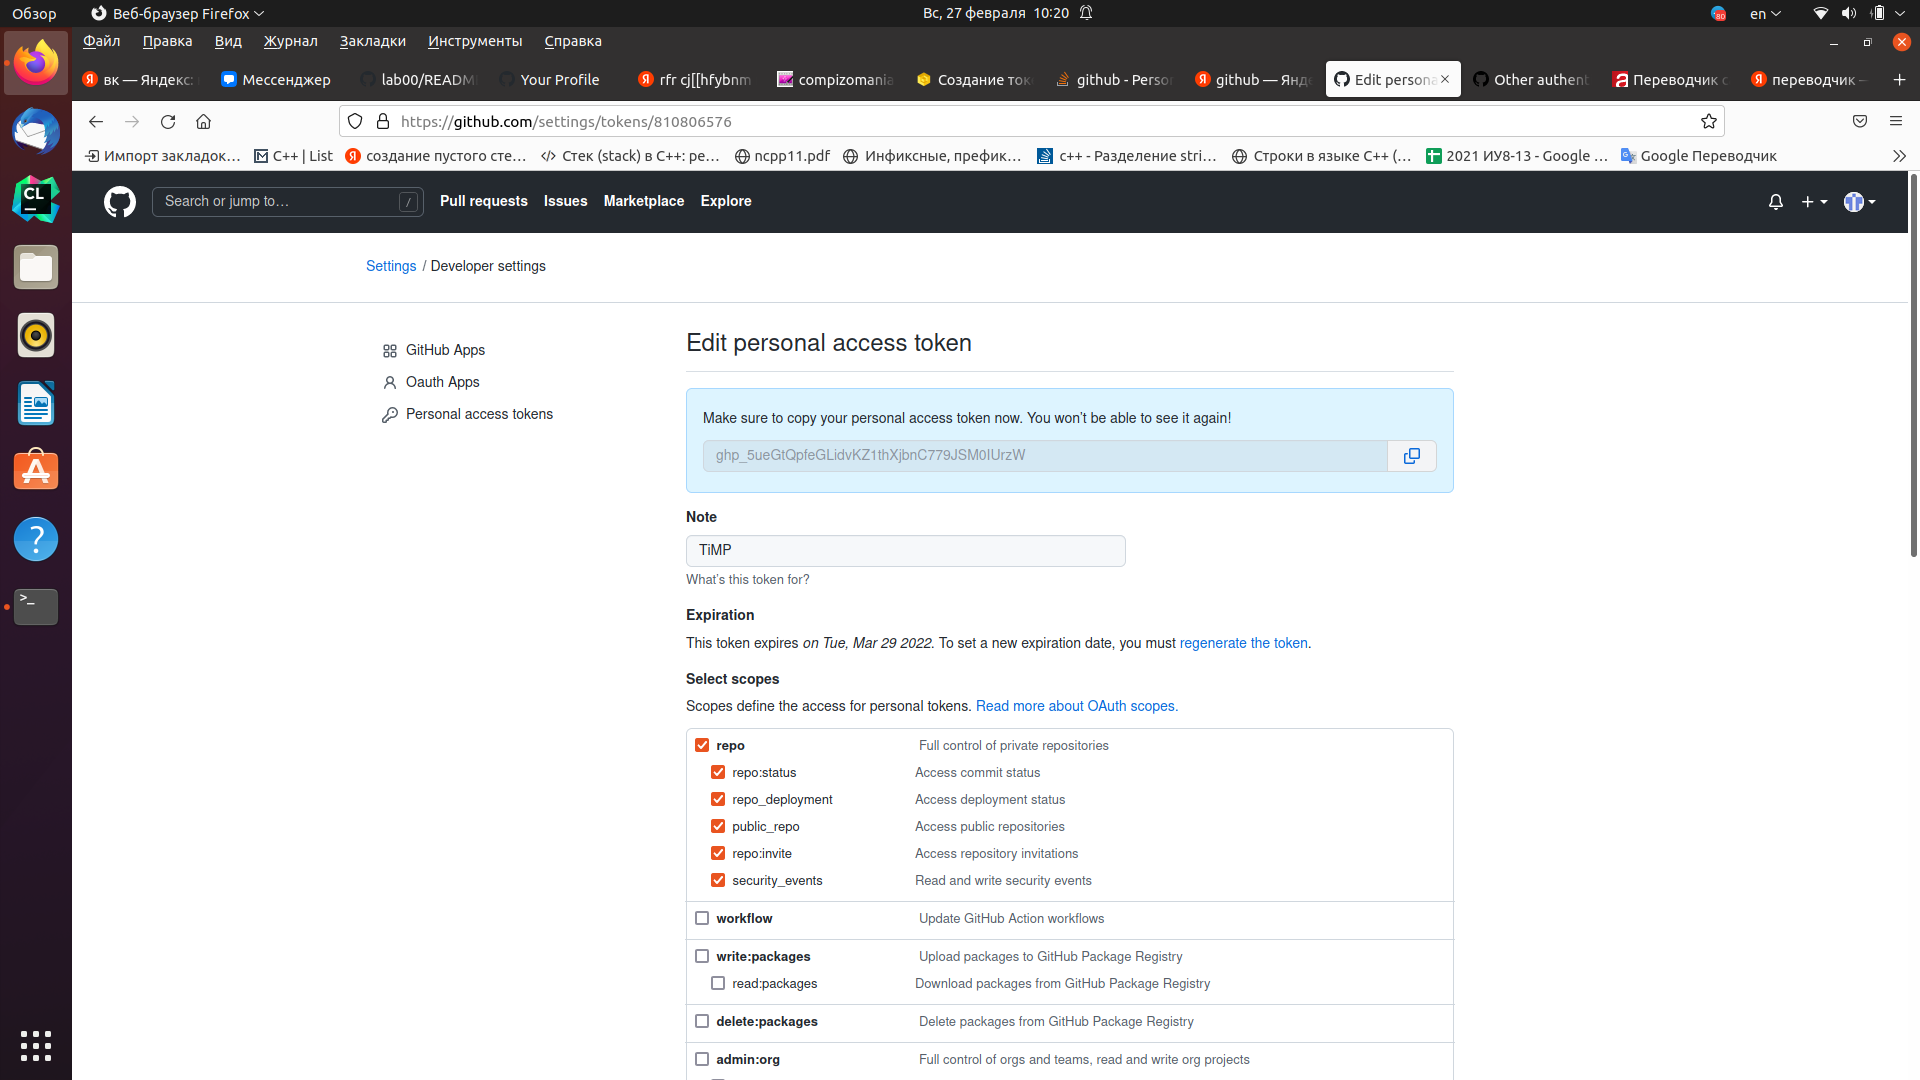 Обзор
Веб-браузер Firefox
Вс, 27 февраля 10:20
80
en
Файл Правка Вид Журнал Закладки Инструменты Справка
вк — Яндекс:
Мессенджер
lab00/READM
Your Profile
rfr cj[[hfybnm
compizomania
Создание ток
github - Perso
github — Янд
Edit persona
Other authent
Переводчик с
переводчик —
https://github.com/settings/tokens/810806576
Импорт закладок…
C++ | List
создание пустого сте…
Стек (stack) в C++: ре…
ncpp11.pdf
Инфиксные, префик…
c++ - Разделение stri…
Строки в языке C++ (…
2021 ИУ8-13 - Google …
Google Переводчик
Search or jump to… /
Pull requests Issues Marketplace Explore
Settings / Developer settings
GitHub Apps
Oauth Apps
Personal access tokens
Edit personal access token
Make sure to copy your personal access token now. You won't be able to see it again!
Note
TiMP
What's this token for?
Expiration
This token expires on Tue, Mar 29 2022. To set a new expiration date, you must regenerate the token.
Select scopes
Scopes define the access for personal tokens. Read more about OAuth scopes.
repo Full control of private repositories
repo:status Access commit status
repo_deployment Access deployment status
public_repo Access public repositories
repo:invite Access repository invitations
security_events Read and write security events
workflow Update GitHub Action workflows
write:packages Upload packages to GitHub Package Registry
read:packages Download packages from GitHub Package Registry
delete:packages Delete packages from GitHub Package Registry
admin:org Full control of orgs and teams, read and write org projects
CL
>_